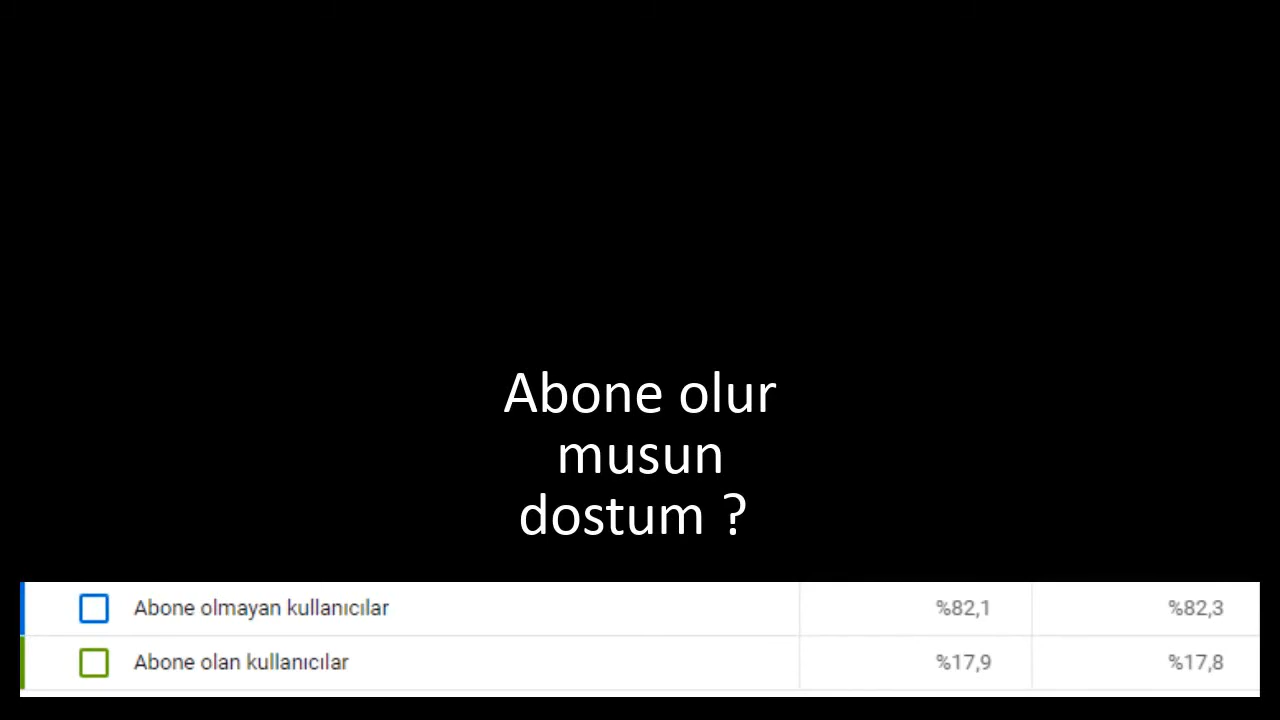 Abone olur
musun
dostum ?
Abone olmayan kullanıcılar %82,1 %82,3
Abone olan kullanıcılar %17,9 %17,8